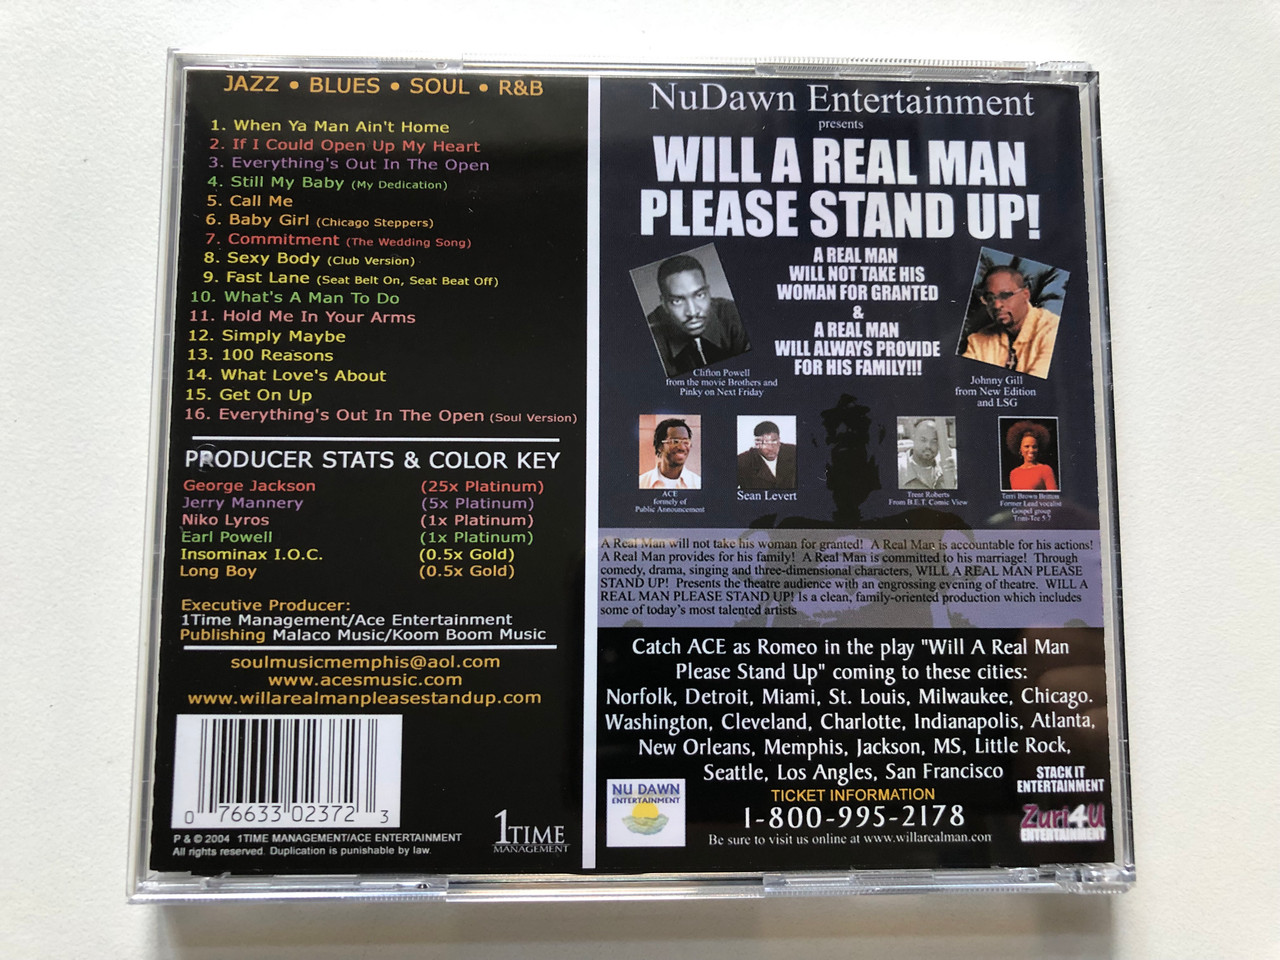 JAZZ • BLUES • SOUL • R&B
1. When Ya Man Ain't Home
2. If I Could Open Up My Heart
3. Everything's Out In The Open
4. Still My Baby (My Dedication)
5. Call Me
6. Baby Girl (Chicago Steppers)
7. Commitment (The Wedding Song)
8. Sexy Body (Club Version)
9. Fast Lane (Seat Belt On, Seat Beat Off)
10. What's A Man To Do
11. Hold Me In Your Arms
12. Simply Maybe
13. 100 Reasons
14. What Love's About
15. Get On Up
16. Everything's Out In The Open (Soul Version)
PRODUCER STATS & COLOR KEY
George Jackson (25x Platinum)
Jerry Mannery (5x Platinum)
Niko Lyros (1x Platinum)
Earl Powell (1x Platinum)
Insominax I.O.C. (0.5x Gold)
Long Boy (0.5x Gold)
Executive Producer:
1Time Management/Ace Entertainment
Publishing Malaco Music/Koom Boom Music
soulmusicmemphis@aol.com
www.acesmusic.com
www.willarealmanpleasestandup.com
0 76633 02372 3
P & © 2004 1TIME MANAGEMENT/ACE ENTERTAINMENT
All rights reserved. Duplication is punishable by law.
1TIME
MANAGEMENT
NuDawn Entertainment
presents
WILL A REAL MAN
PLEASE STAND UP!
A REAL MAN
WILL NOT TAKE HIS
WOMAN FOR GRANTED
&
A REAL MAN
WILL ALWAYS PROVIDE
FOR HIS FAMILY!!!
Clifton Powell
from the movie Brothers and
Pinky on Next Friday
Johnny Gill
from New Edition
and LSG
ACE
formely of
Public Announcement
Sean Levert
Trent Roberts
From B.E.T. Comic View
Terri Brown Britton
Former Lead vocalist
Gospel group
Trini-Tee 5:7
A Real Man will not take his woman for granted! A Real Man is accountable for his actions!
A Real Man provides for his family! A Real Man is committed to his marriage! Through
comedy, drama, singing and three-dimensional characters, WILL A REAL MAN PLEASE
STAND UP! Presents the theatre audience with an engrossing evening of theatre. WILL A
REAL MAN PLEASE STAND UP! Is a clean, family-oriented production which includes
some of today's most talented artists
Catch ACE as Romeo in the play "Will A Real Man
Please Stand Up" coming to these cities:
Norfolk, Detroit, Miami, St. Louis, Milwaukee, Chicago.
Washington, Cleveland, Charlotte, Indianapolis, Atlanta,
New Orleans, Memphis, Jackson, MS, Little Rock,
Seattle, Los Angles, San Francisco
TICKET INFORMATION
1-800-995-2178
Be sure to visit us online at www.willarealman.com
NU DAWN
ENTERTAINMENT
STACK IT
ENTERTAINMENT
Zuri4U
ENTERTAINMENT